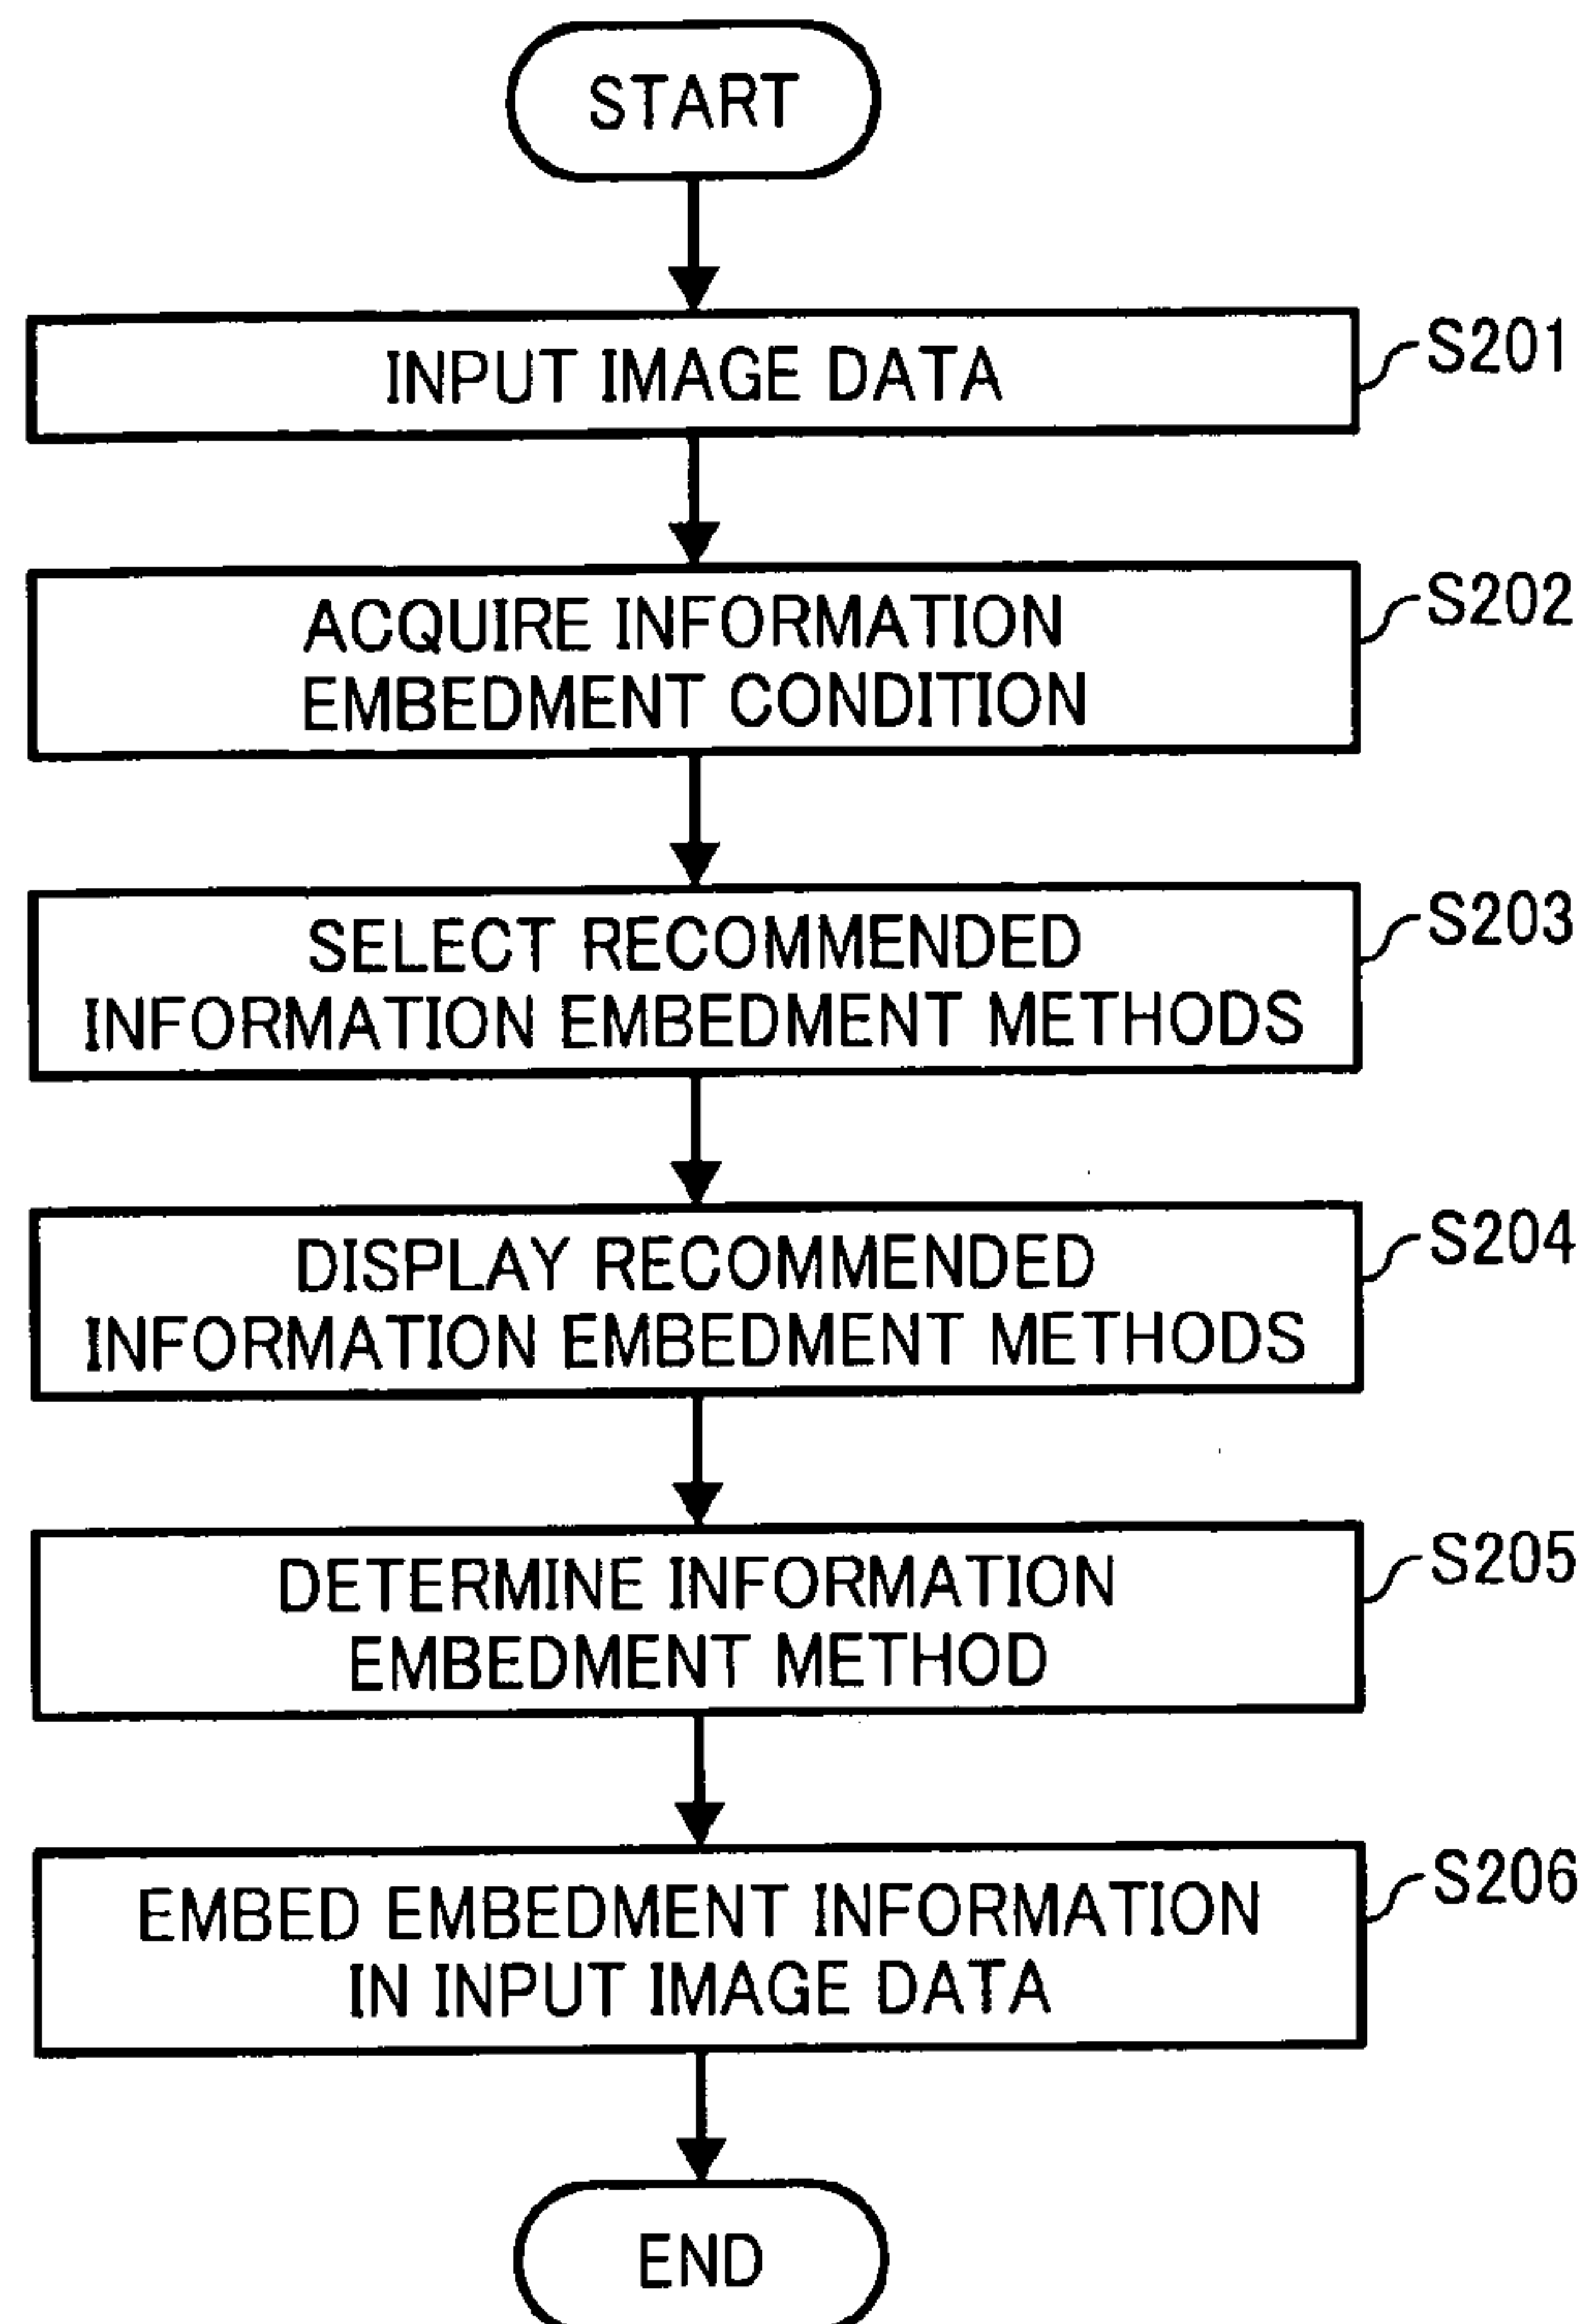 START
INPUT IMAGE DATA
S201
ACQUIRE INFORMATION
EMBEDMENT CONDITION
S202
SELECT RECOMMENDED
INFORMATION EMBEDMENT METHODS
S203
DISPLAY RECOMMENDED
INFORMATION EMBEDMENT METHODS
S204
DETERMINE INFORMATION
EMBEDMENT METHOD
S205
EMBED EMBEDMENT INFORMATION
IN INPUT IMAGE DATA
S206
END